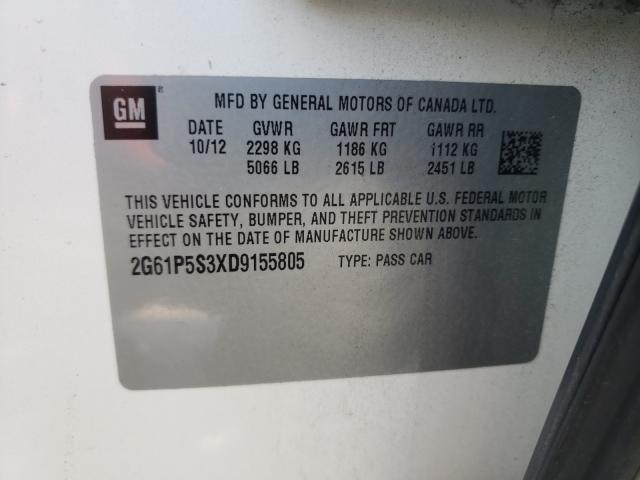 GM ®
MFD BY GENERAL MOTORS OF CANADA LTD.
DATE GVWR GAWR FRT GAWR RR
10/12 2298 KG 1186 KG 1112 KG
5066 LB 2615 LB 2451 LB
THIS VEHICLE CONFORMS TO ALL APPLICABLE U.S. FEDERAL MOTOR
VEHICLE SAFETY, BUMPER, AND THEFT PREVENTION STANDARDS IN
EFFECT ON THE DATE OF MANUFACTURE SHOWN ABOVE.
2G61P5S3XD9155805 TYPE: PASS CAR